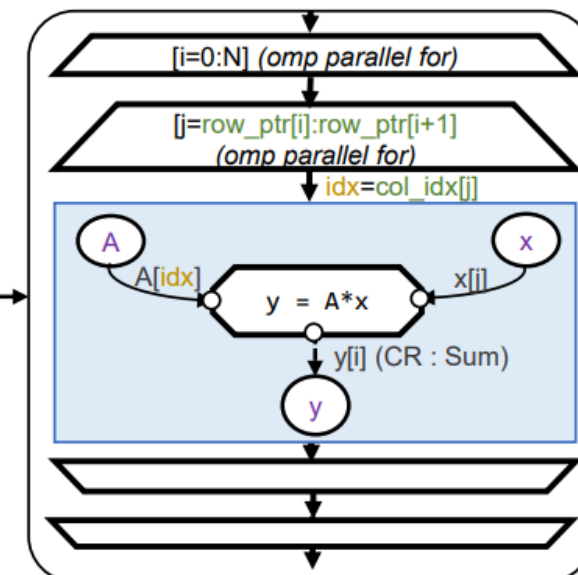 [i=0:N] (omp parallel for)
[j=row_ptr[i]:row_ptr[i+1]
(omp parallel for)
idx=col_idx[j]
A
x
A[idx]
x[j]
y = A*x
y[i] (CR : Sum)
y